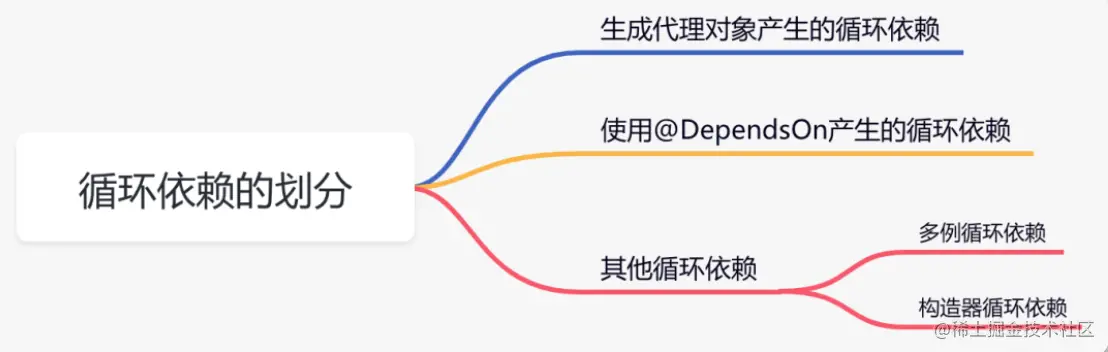 生成代理对象产生的循环依赖
使用@DependsOn产生的循环依赖
循环依赖的划分
其他循环依赖
多例循环依赖
构造器循环依赖
@稀土掘金技术社区